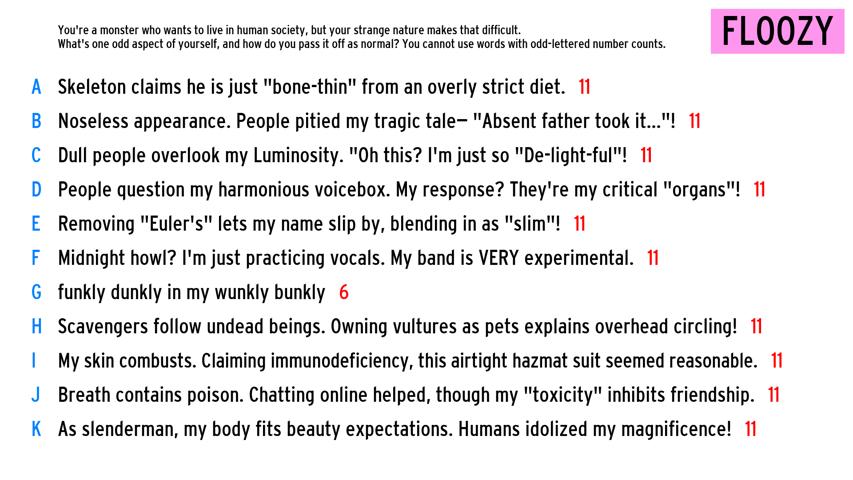 You're a monster who wants to live in human society, but your strange nature makes that difficult.
What's one odd aspect of yourself, and how do you pass it off as normal? You cannot use words with odd-lettered number counts.
FLOOZY
A Skeleton claims he is just "bone-thin" from an overly strict diet. 11
B Noseless appearance. People pitied my tragic tale— "Absent father took it..."! 11
C Dull people overlook my Luminosity. "Oh this? I'm just so "De-light-ful"! 11
D People question my harmonious voicebox. My response? They're my critical "organs"! 11
E Removing "Euler's" lets my name slip by, blending in as "slim"! 11
F Midnight howl? I'm just practicing vocals. My band is VERY experimental. 11
G funkly dunkly in my wunkly bunkly 6
H Scavengers follow undead beings. Owning vultures as pets explains overhead circling! 11
I My skin combusts. Claiming immunodeficiency, this airtight hazmat suit seemed reasonable. 11
J Breath contains poison. Chatting online helped, though my "toxicity" inhibits friendship. 11
K As slenderman, my body fits beauty expectations. Humans idolized my magnificence! 11